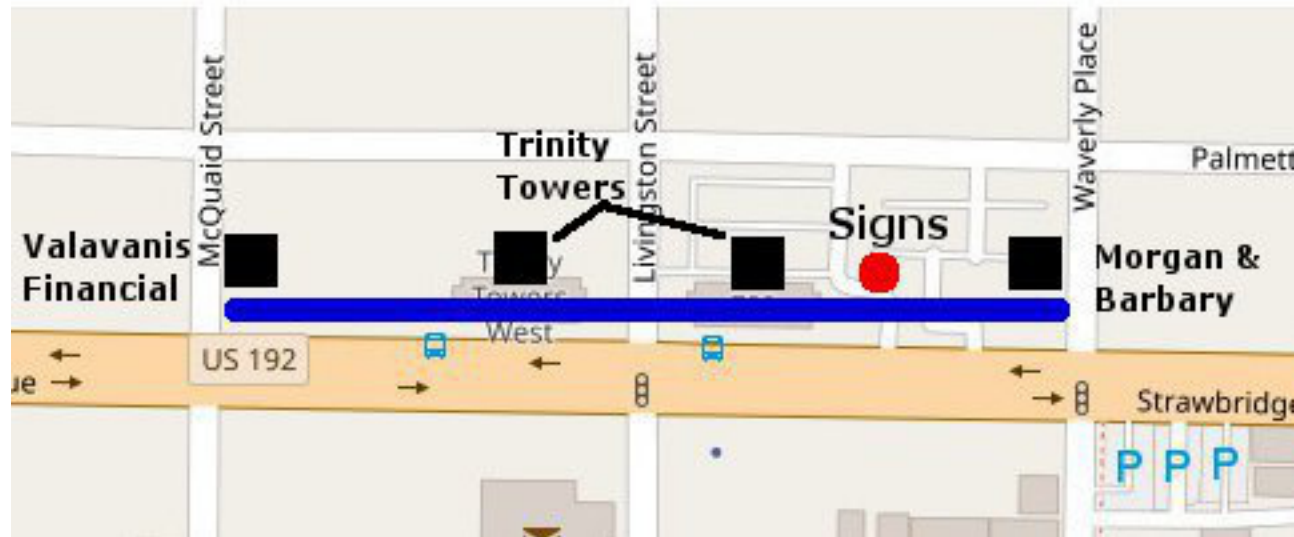 McQuaid Street
Livingston Street
Waverly Place
Palmett
Trinity
Towers
Signs
Valavanis
Financial
Morgan &
Barbary
Towers
West
US 192
ue
Strawbridge
P P P